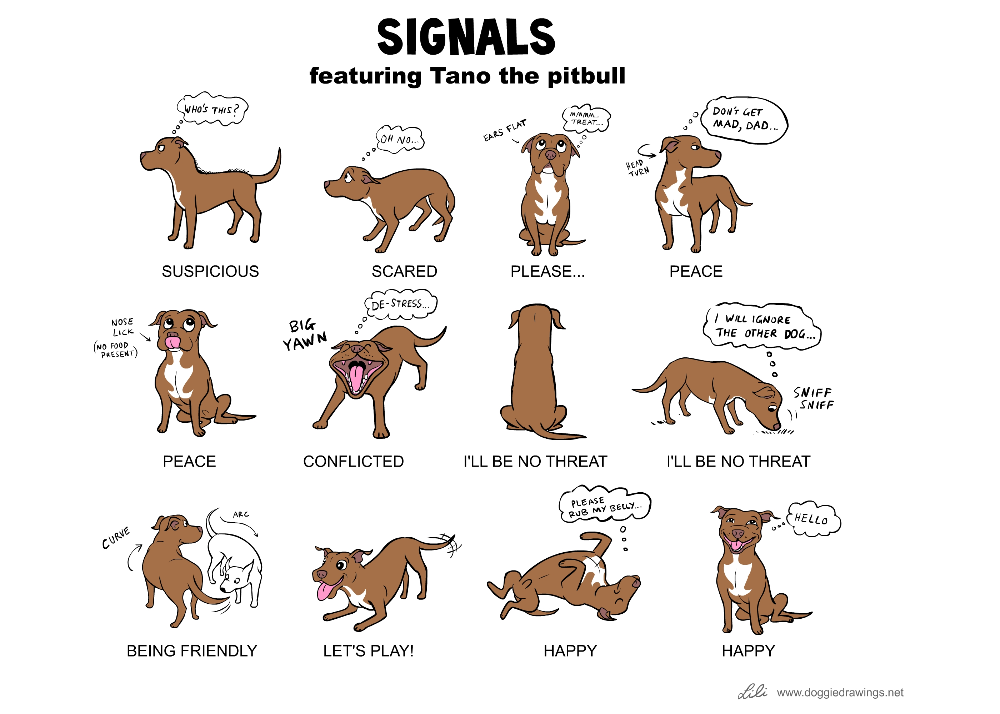 SIGNALS
featuring Tano the pitbull
WHO'S THIS?
SUSPICIOUS
OH NO...
SCARED
EARS FLAT
MMMM....
TREAT.....
PLEASE...
DON'T GET
MAD, DAD...
HEAD
TURN
PEACE
NOSE
LICK
(NO FOOD
PRESENT)
PEACE
BIG
YAWN
DE-STRESS...
CONFLICTED
I'LL BE NO THREAT
I WILL IGNORE
THE OTHER DOG...
SNIFF
SNIFF
I'LL BE NO THREAT
CURVE
ARC
BEING FRIENDLY
LET'S PLAY!
PLEASE
RUB MY BELLY...
HAPPY
HELLO
HAPPY
Lili www.doggiedrawings.net